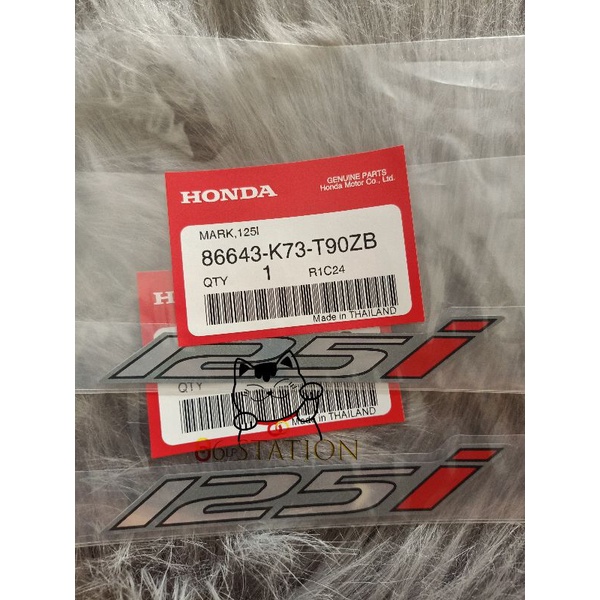 HONDA
GENUINE PARTS
Honda Motor Co., Ltd.
MARK,125I
86643-K73-T90ZB
QTY 1 R1C24
Made in THAILAND
125i
QTY
Made in THAILAND
STATION
125i